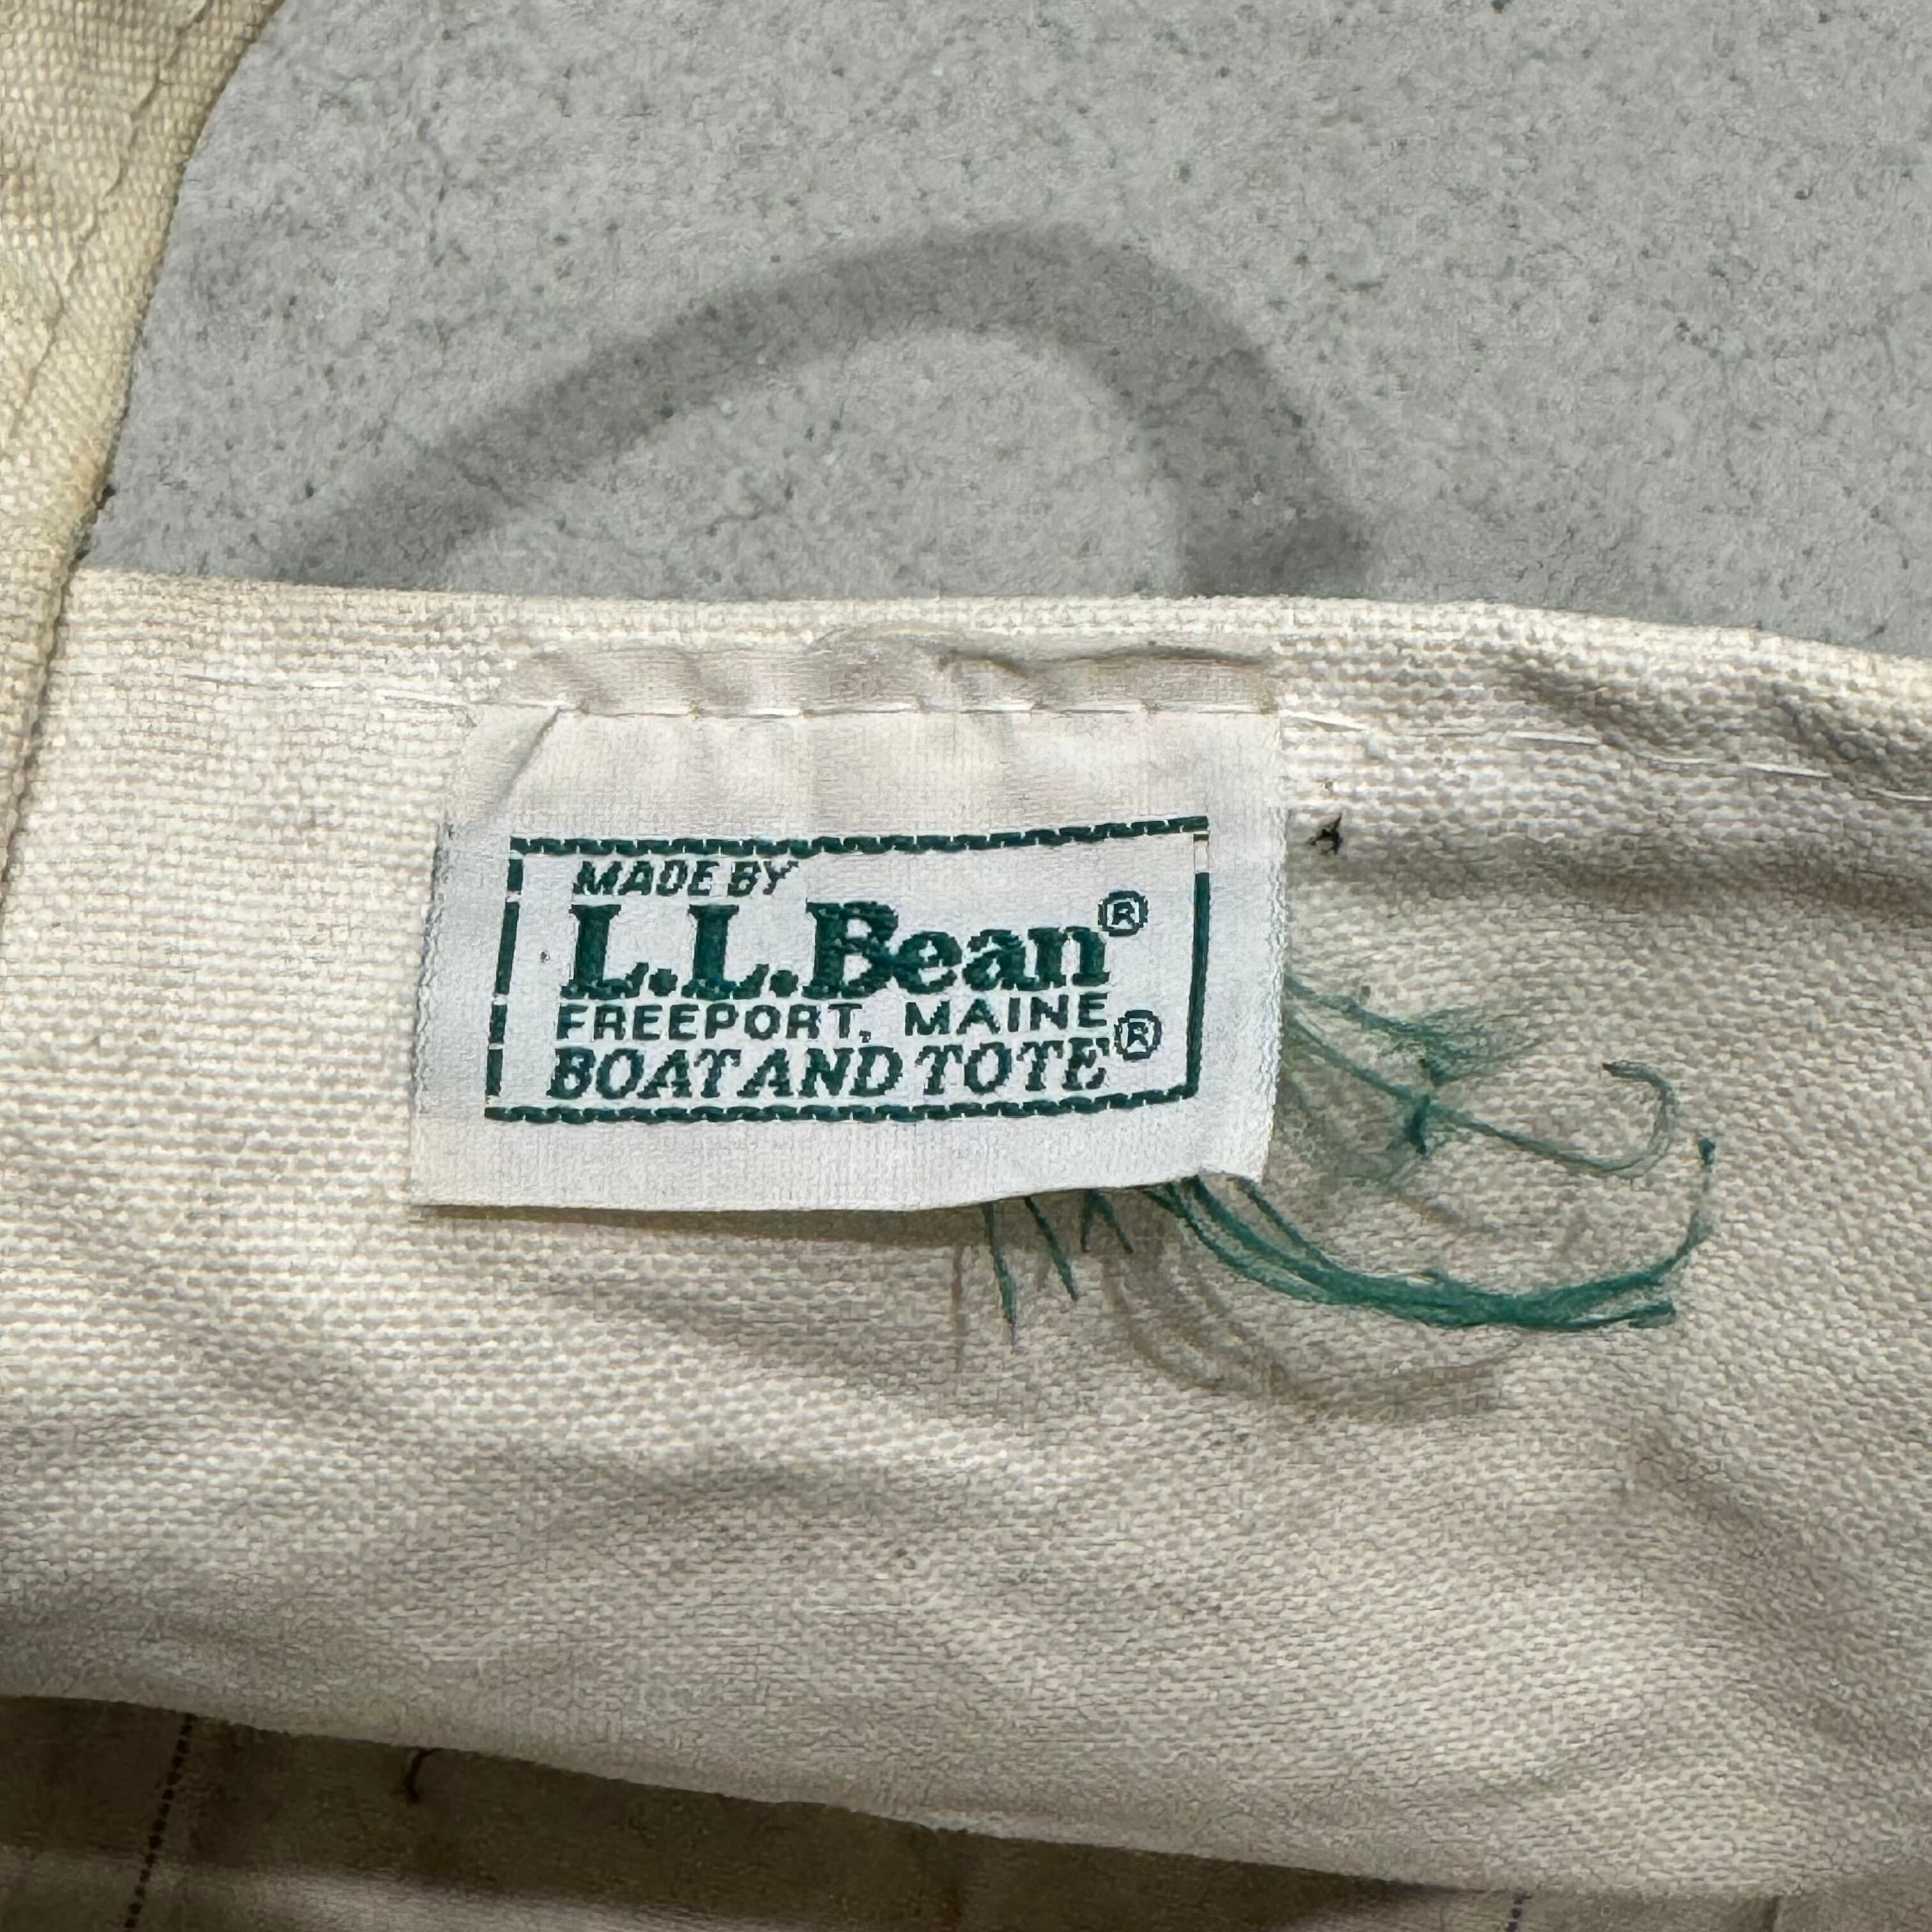 MADE BY
L.L.Bean®
FREEPORT, MAINE
BOAT AND TOTE®